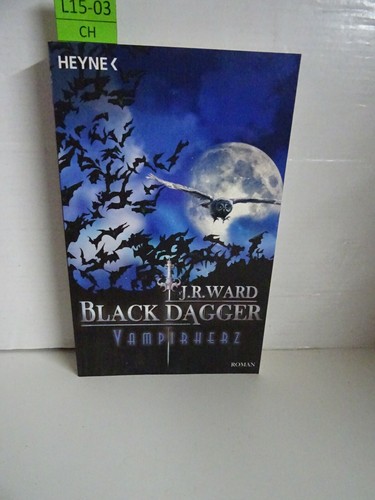 L15-03
CH
HEYNE
J.R.WARD
BLACK DAGGER
VAMPIRHERZ
ROMAN